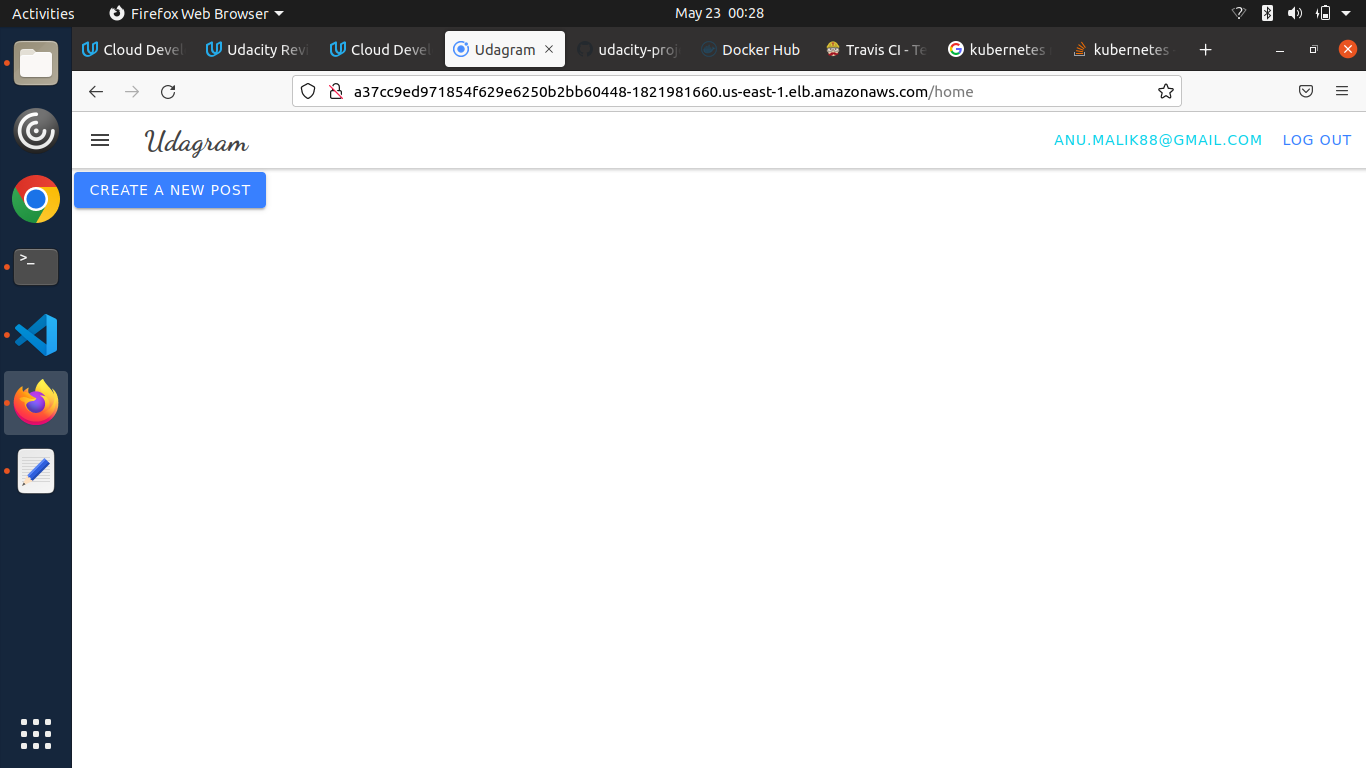 Activities Firefox Web Browser May 23 00:28
Cloud Devel Udacity Revi Cloud Devel Udagram udacity-proj Docker Hub Travis CI - Te kubernetes kubernetes
a37cc9ed971854f629e6250b2bb60448-1821981660.us-east-1.elb.amazonaws.com/home
Udagram ANU.MALIK88@GMAIL.COM LOG OUT
CREATE A NEW POST